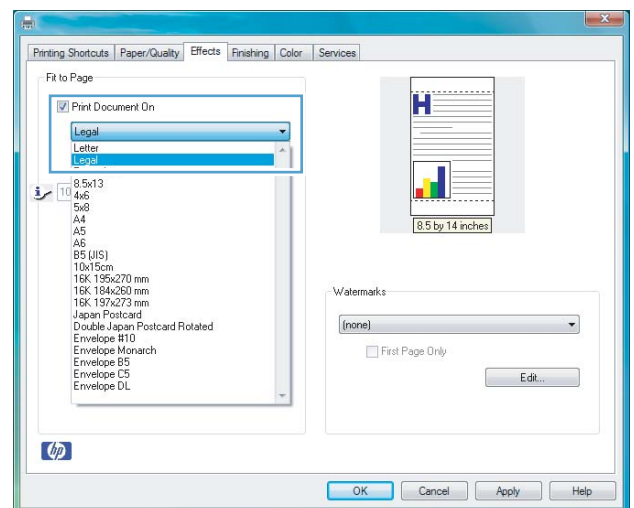 Printing Shortcuts Paper/Quality Effects Finishing Color Services
Fit to Page
Print Document On
Legal
Letter
Legal
10
8.5x13
4x6
5x8
A4
A5
A6
B5 (JIS)
10x15cm
16K 195x270 mm
16K 184x260 mm
16K 197x273 mm
Japan Postcard
Double Japan Postcard Rotated
Envelope #10
Envelope Monarch
Envelope B5
Envelope C5
Envelope DL
H
8.5 by 14 inches
Watermarks
(none)
First Page Only
Edit...
hp
OK Cancel Apply Help